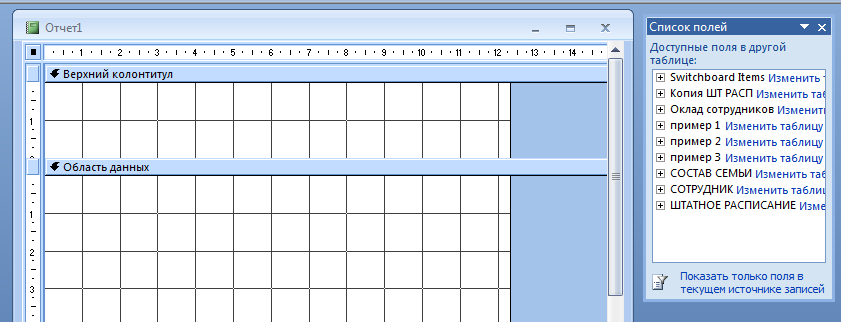 Отчет1
1 2 3 4 5 6 7 8 9 10 11 12 13 14
Верхний колонтитул
1
Область данных
1
2
3
Список полей
Доступные поля в другой
таблице:
Switchboard Items Изменить т
Копия ШТ РАСП Изменить таб
Оклад сотрудников Изменить
пример 1 Изменить таблицу
пример 2 Изменить таблицу
пример 3 Изменить таблицу
СОСТАВ СЕМЬИ Изменить табл
СОТРУДНИК Изменить таблиц
ШТАТНОЕ РАСПИСАНИЕ Измен
Показать только поля в
текущем источнике записей